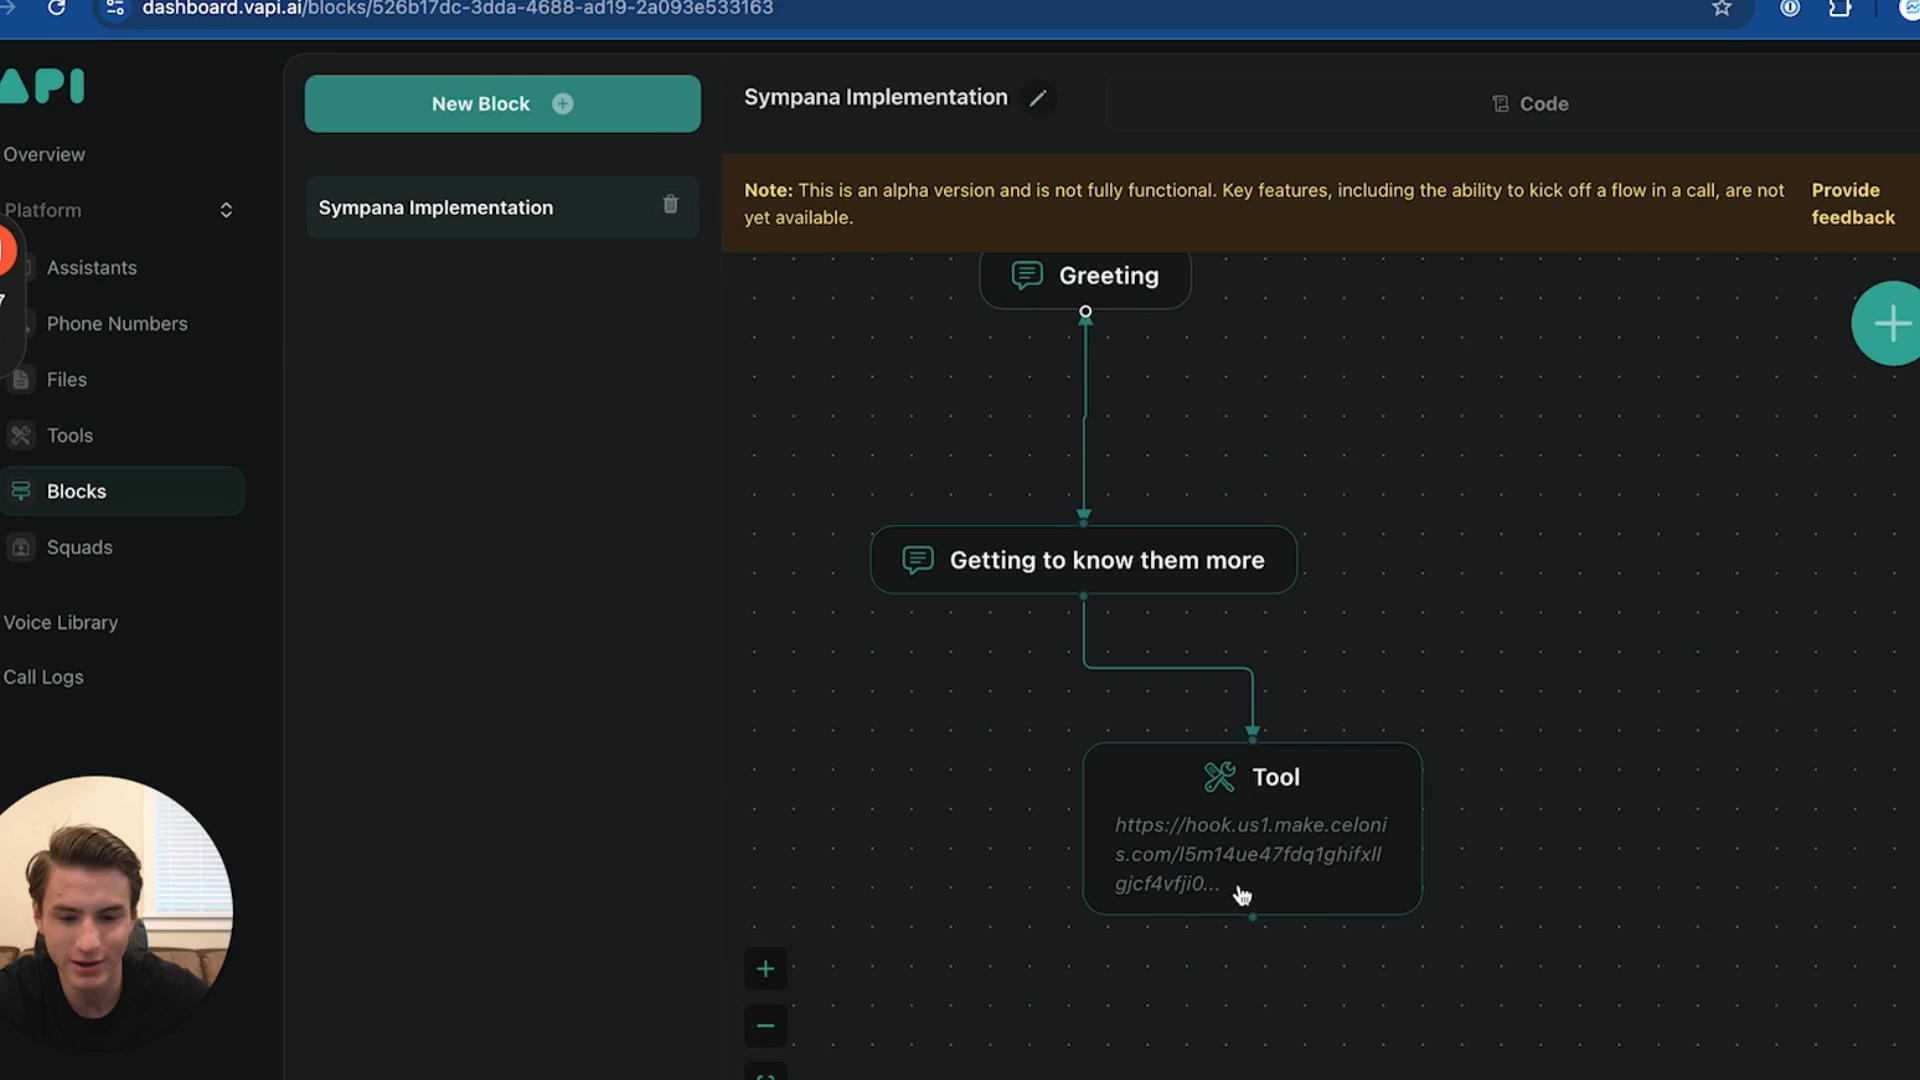 dashboard.vapi.ai/blocks/526b17dc-3dda-4688-ad19-2a093e533163
API
Overview
Platform
Assistants
Phone Numbers
Files
Tools
Blocks
Squads
Voice Library
Call Logs
New Block
Sympana Implementation
Sympana Implementation
Code
Note: This is an alpha version and is not fully functional. Key features, including the ability to kick off a flow in a call, are not
yet available.
Provide
feedback
Greeting
Getting to know them more
Tool
https://hook.us1.make.celoni
s.com/l5m14ue47fdq1ghifxll
gjcf4vfji0...